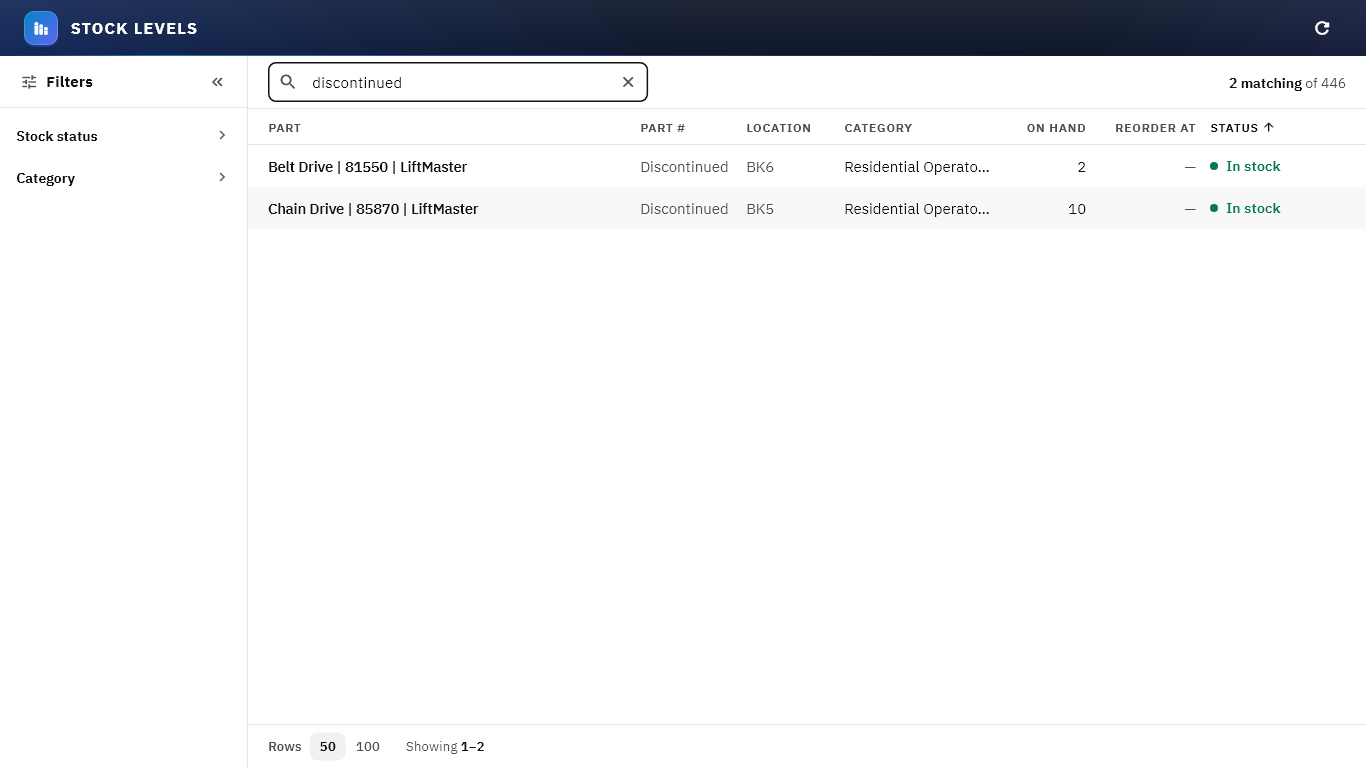 STOCK LEVELS
Filters
discontinued
2 matching of 446
Stock status
Category
PART PART # LOCATION CATEGORY ON HAND REORDER AT STATUS ↑
Belt Drive | 81550 | LiftMaster Discontinued BK6 Residential Operato... 2 — In stock
Chain Drive | 85870 | LiftMaster Discontinued BK5 Residential Operato... 10 — In stock
Rows 50 100 Showing 1–2